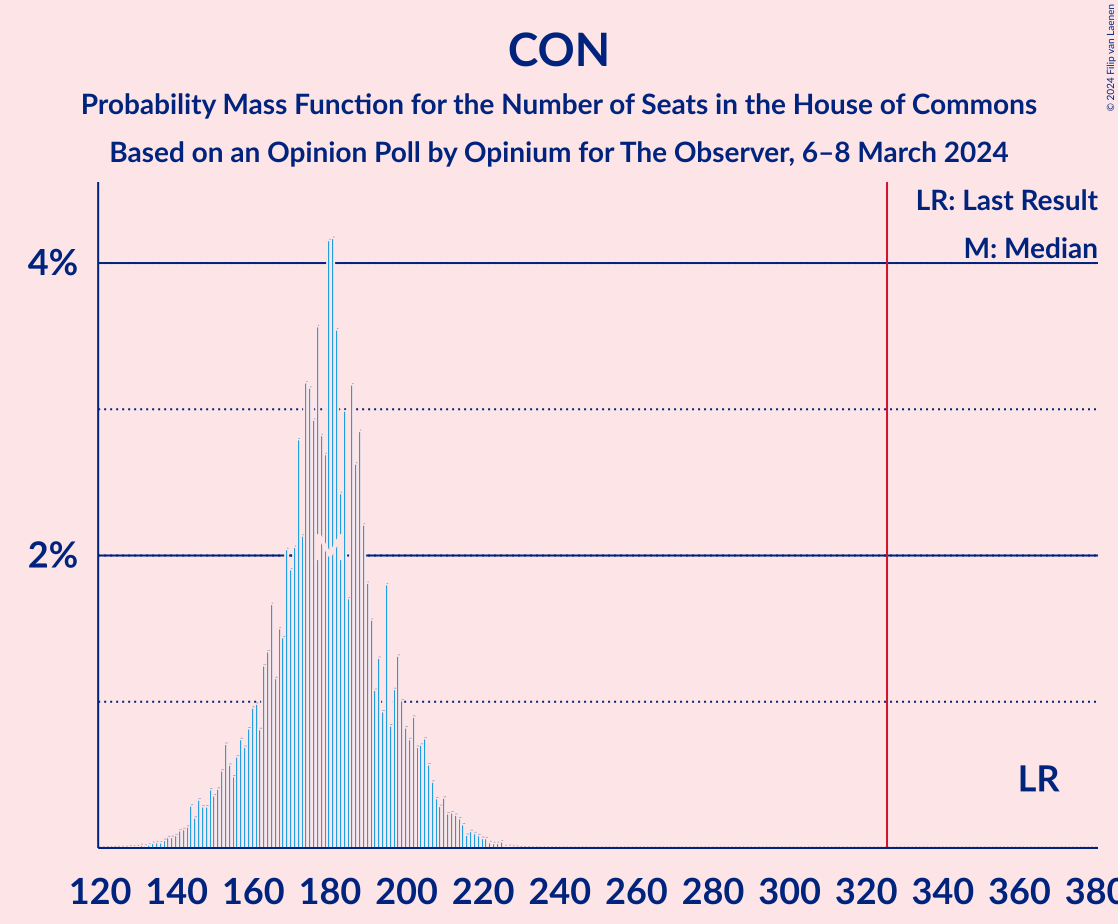 CON
Probability Mass Function for the Number of Seats in the House of Commons
Based on an Opinion Poll by Opinium for The Observer, 6–8 March 2024
© 2024 Filip van Laenen
LR: Last Result
M: Median
4%
2%
LR
120 140 160 180 200 220 240 260 280 300 320 340 360 380